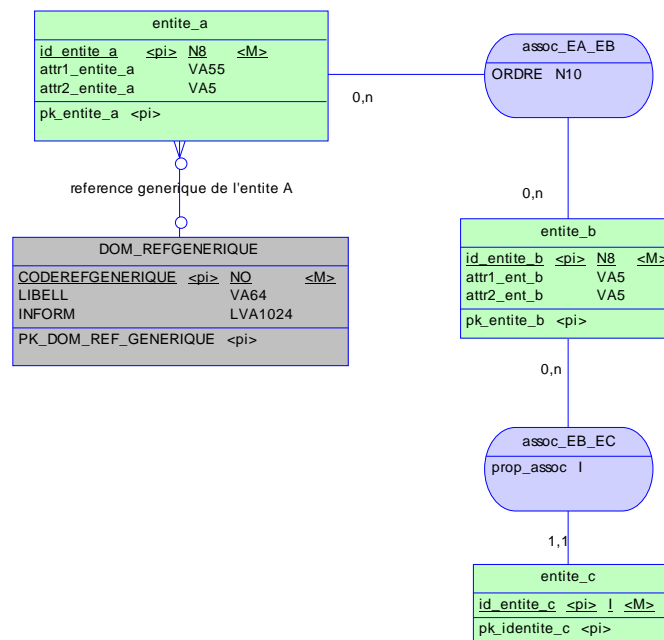 entite_a
id_entite_a <pi> N8 <M>
attr1_entite_a VA55
attr2_entite_a VA5
pk_entite_a <pi>
assoc_EA_EB
ORDRE N10
0,n
reference generique de l'entite A
0,n
DOM_REFGENERIQUE
CODEREFGENERIQUE <pi> NO <M>
LIBELL VA64
INFORM LVA1024
PK_DOM_REF_GENERIQUE <pi>
entite_b
id_entite_b <pi> N8 <M>
attr1_ent_b VA5
attr2_ent_b VA5
pk_entite_b <pi>
0,n
assoc_EB_EC
prop_assoc I
1,1
entite_c
id_entite_c <pi> I <M>
pk_identite_c <pi>